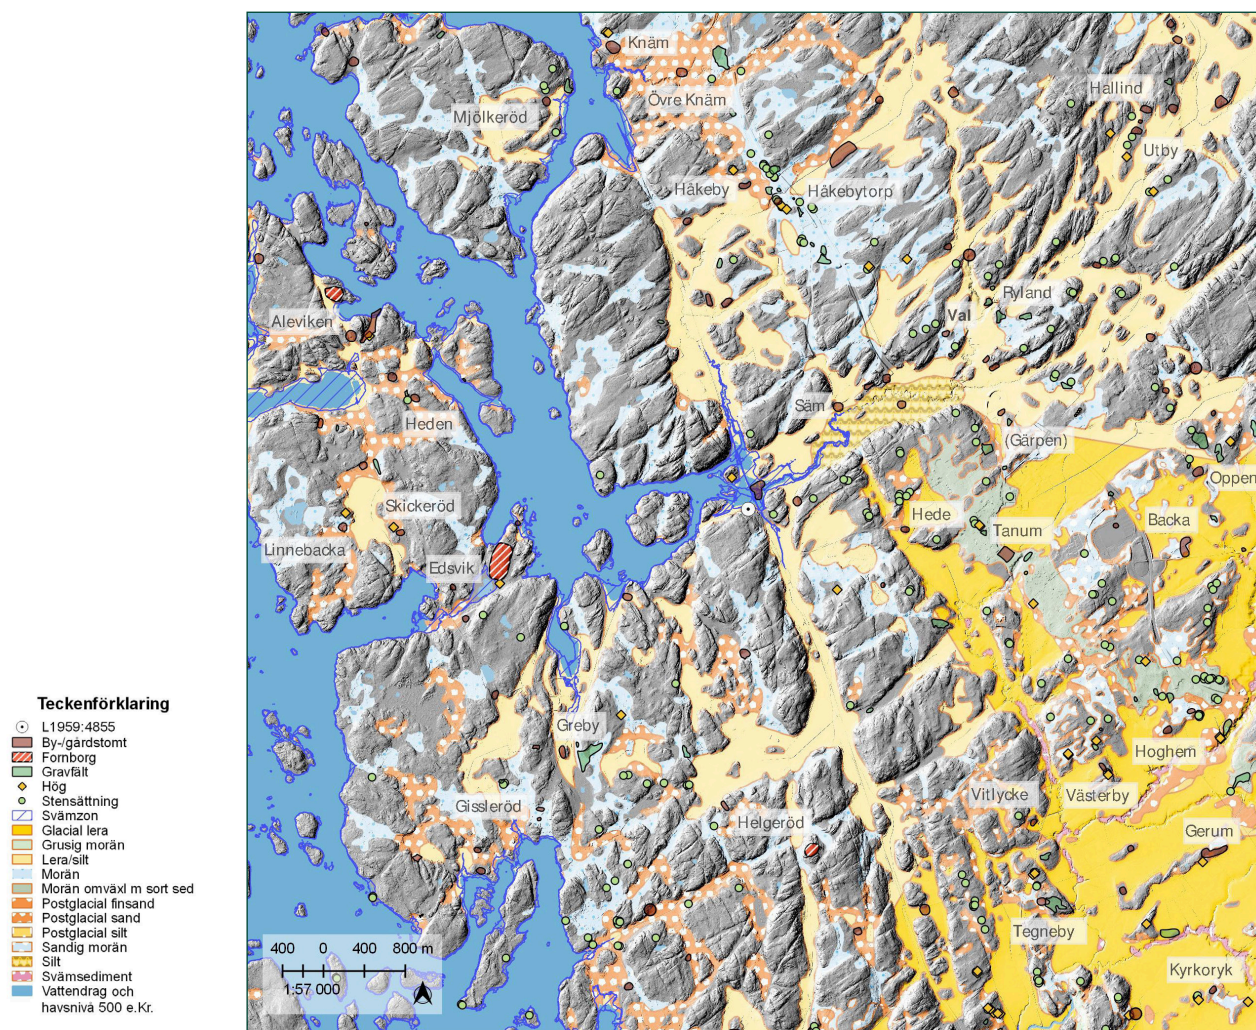 Knäm
Övre Knäm
Mjölkeröd
Hallind
Utby
Håkeby
Håkebytorp
Ryland
Val
Aleviken
Säm
Heden
(Gärpen)
Oppen
Skickeröd
Linnebacka
Hede
Tanum
Backa
Edsvik
Greby
Hoghem
Gissleröd
Helgeröd
Vitlycke
Västerby
Gerum
Tegneby
Kyrkoryk
Teckenförklaring
L1959:4855
By-/gårdstomt
Fornborg
Gravfält
Hög
Stensättning
Svämzon
Glacial lera
Grusig morän
Lera/silt
Morän
Morän omväxl m sort sed
Postglacial finsand
Postglacial sand
Postglacial silt
Sandig morän
Silt
Svämsediment
Vattendrag och
havsnivå 500 e.Kr.
400 0 400 800 m
1:57 000